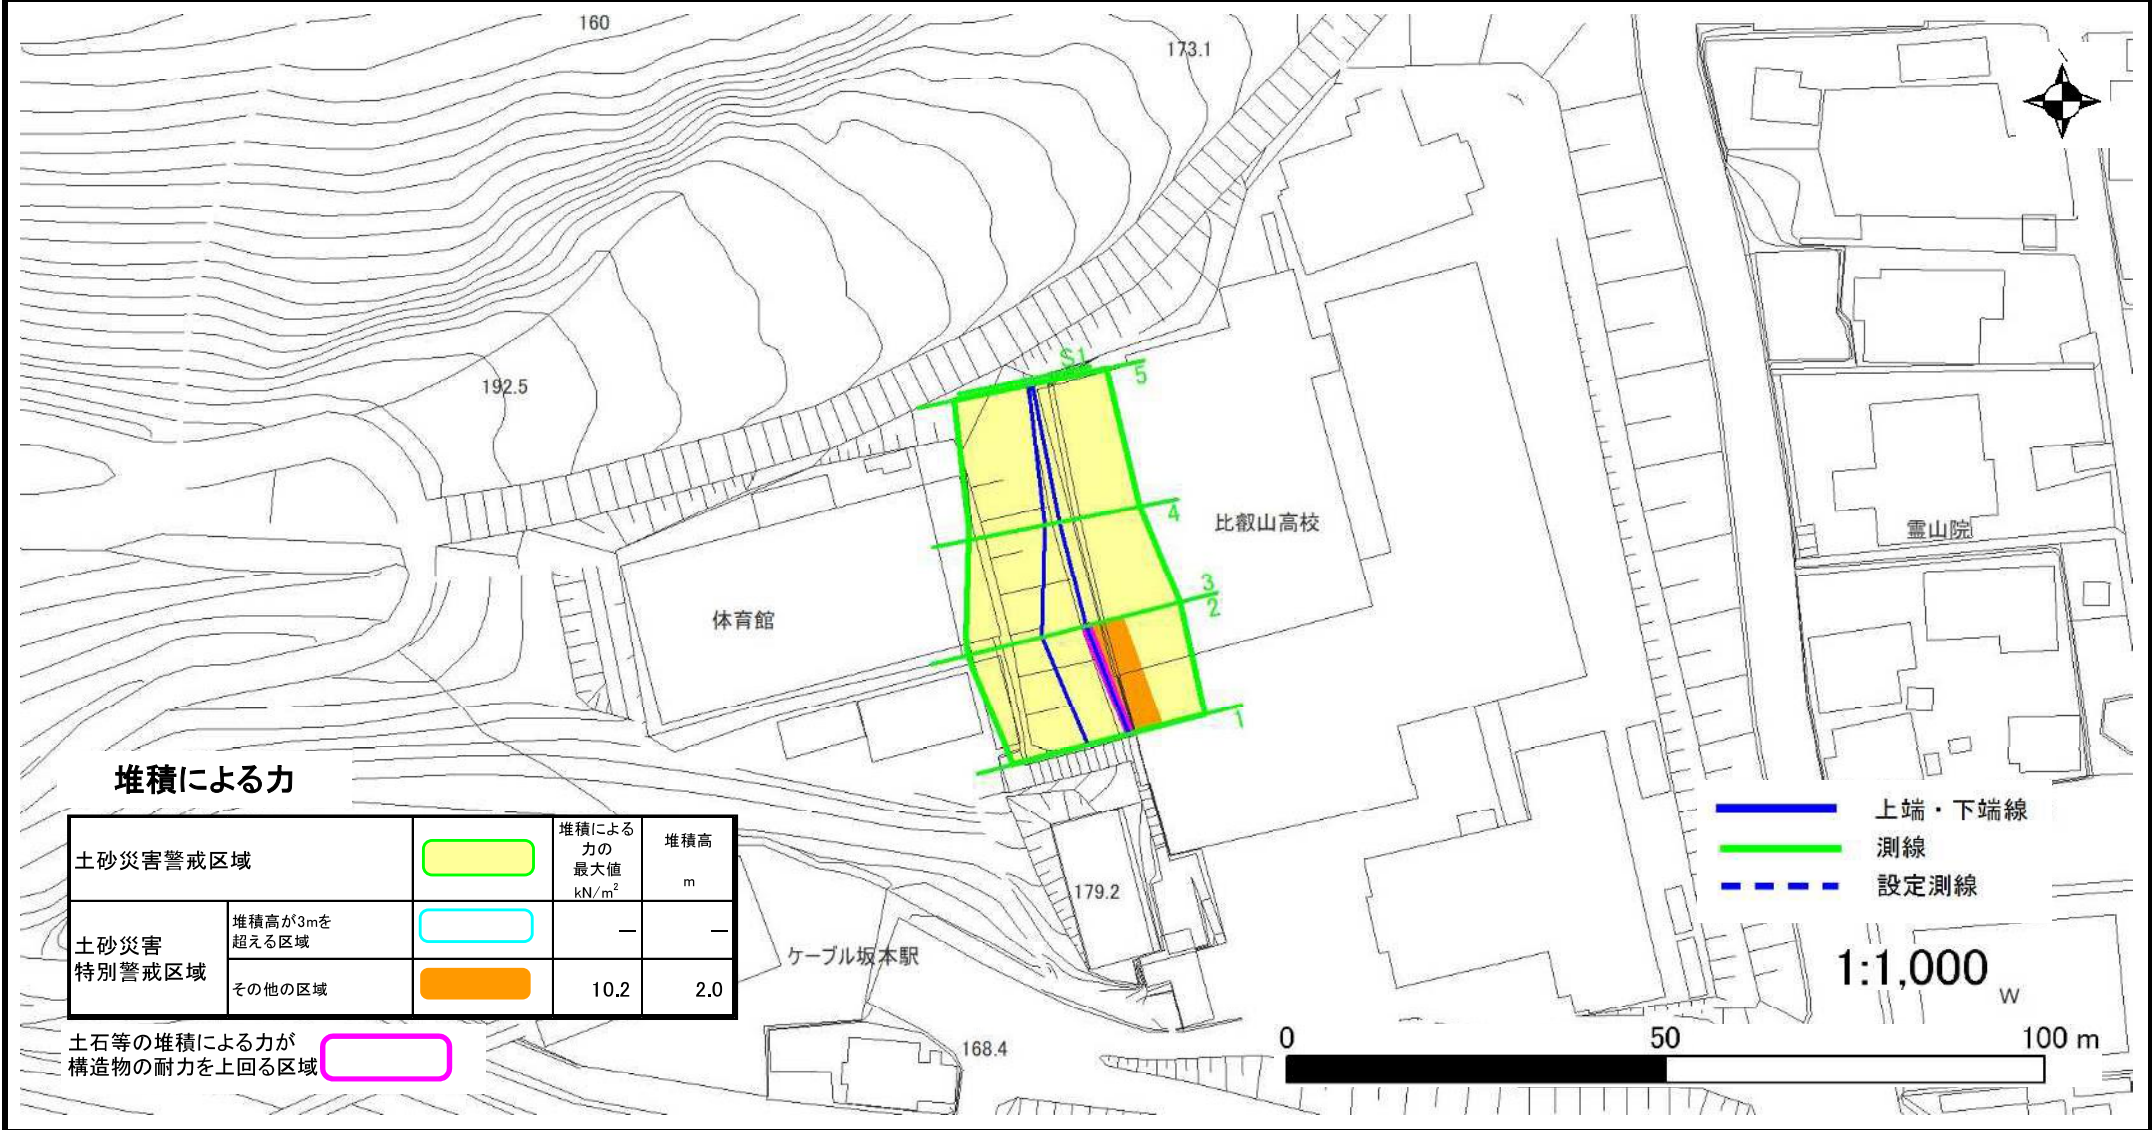 160
173.1
192.5
S1
5
4
比叡山高校
3
2
1
霊山院
体育館
堆積による力
土砂災害警戒区域
堆積による
力の
最大値
kN/m²
堆積高
m
土砂災害
特別警戒区域
堆積高が3mを
超える区域
—
—
その他の区域
10.2
2.0
土石等の堆積による力が
構造物の耐力を上回る区域
179.2
ケーブル坂本駅
168.4
上端・下端線
測線
設定測線
1:1,000
W
0
50
100 m